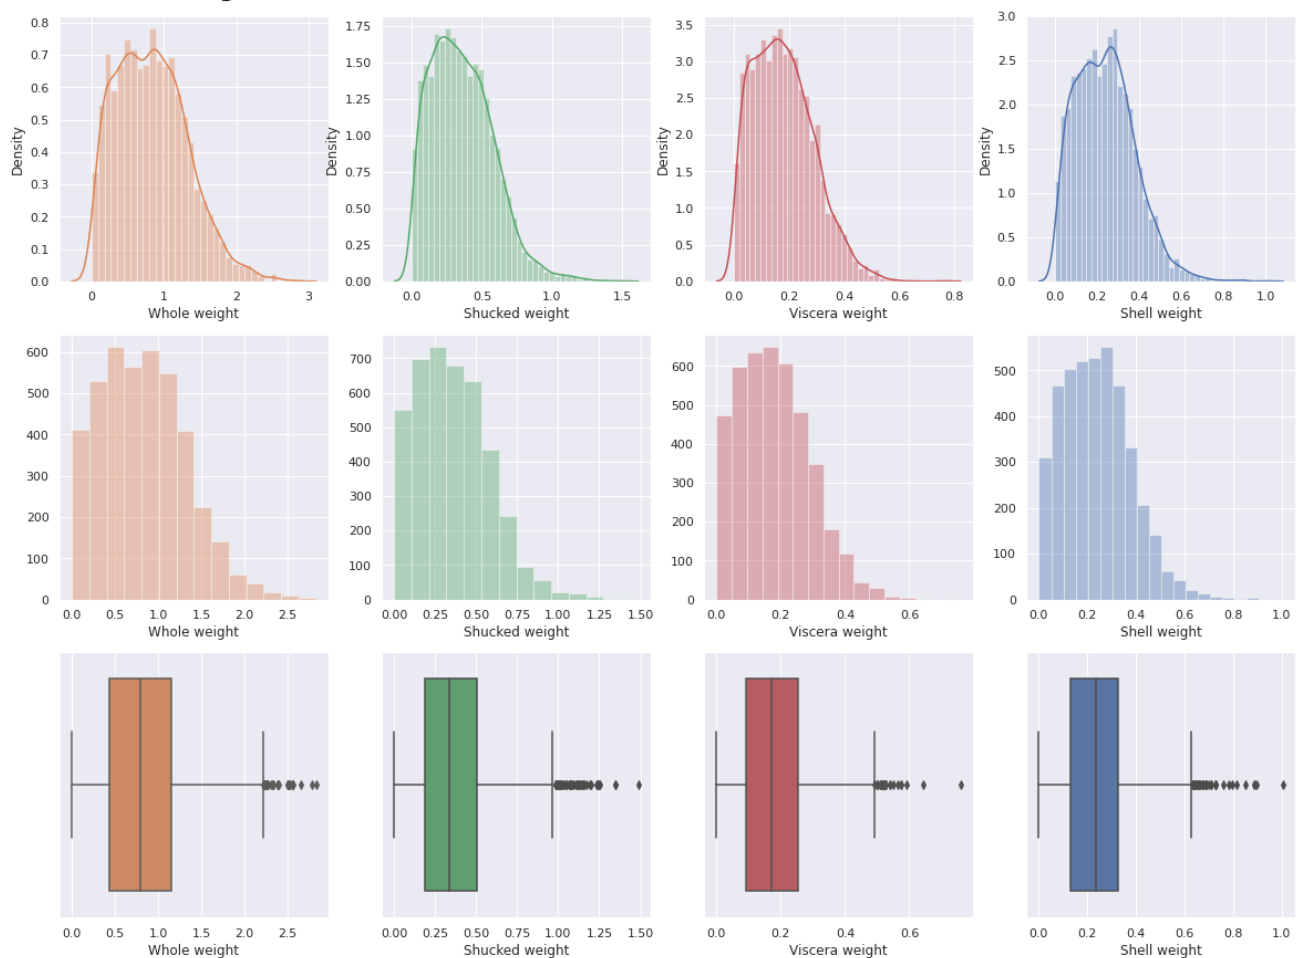 0.8 0.7 0.6 0.5 0.4 0.3 0.2 0.1 0.0
Density
0 1 2 3
Whole weight
1.75 1.50 1.25 1.00 0.75 0.50 0.25 0.00
Density
0.0 0.5 1.0 1.5
Shucked weight
3.5 3.0 2.5 2.0 1.5 1.0 0.5 0.0
Density
0.0 0.2 0.4 0.6 0.8
Viscera weight
3.0 2.5 2.0 1.5 1.0 0.5 0.0
Density
0.0 0.2 0.4 0.6 0.8 1.0
Shell weight
600 500 400 300 200 100 0
0.0 0.5 1.0 1.5 2.0 2.5
Whole weight
700 600 500 400 300 200 100 0
0.00 0.25 0.50 0.75 1.00 1.25 1.50
Shucked weight
600 500 400 300 200 100 0
0.0 0.2 0.4 0.6
Viscera weight
500 400 300 200 100 0
0.0 0.2 0.4 0.6 0.8 1.0
Shell weight
0.0 0.5 1.0 1.5 2.0 2.5
Whole weight
0.00 0.25 0.50 0.75 1.00 1.25 1.50
Shucked weight
0.0 0.2 0.4 0.6
Viscera weight
0.0 0.2 0.4 0.6 0.8 1.0
Shell weight